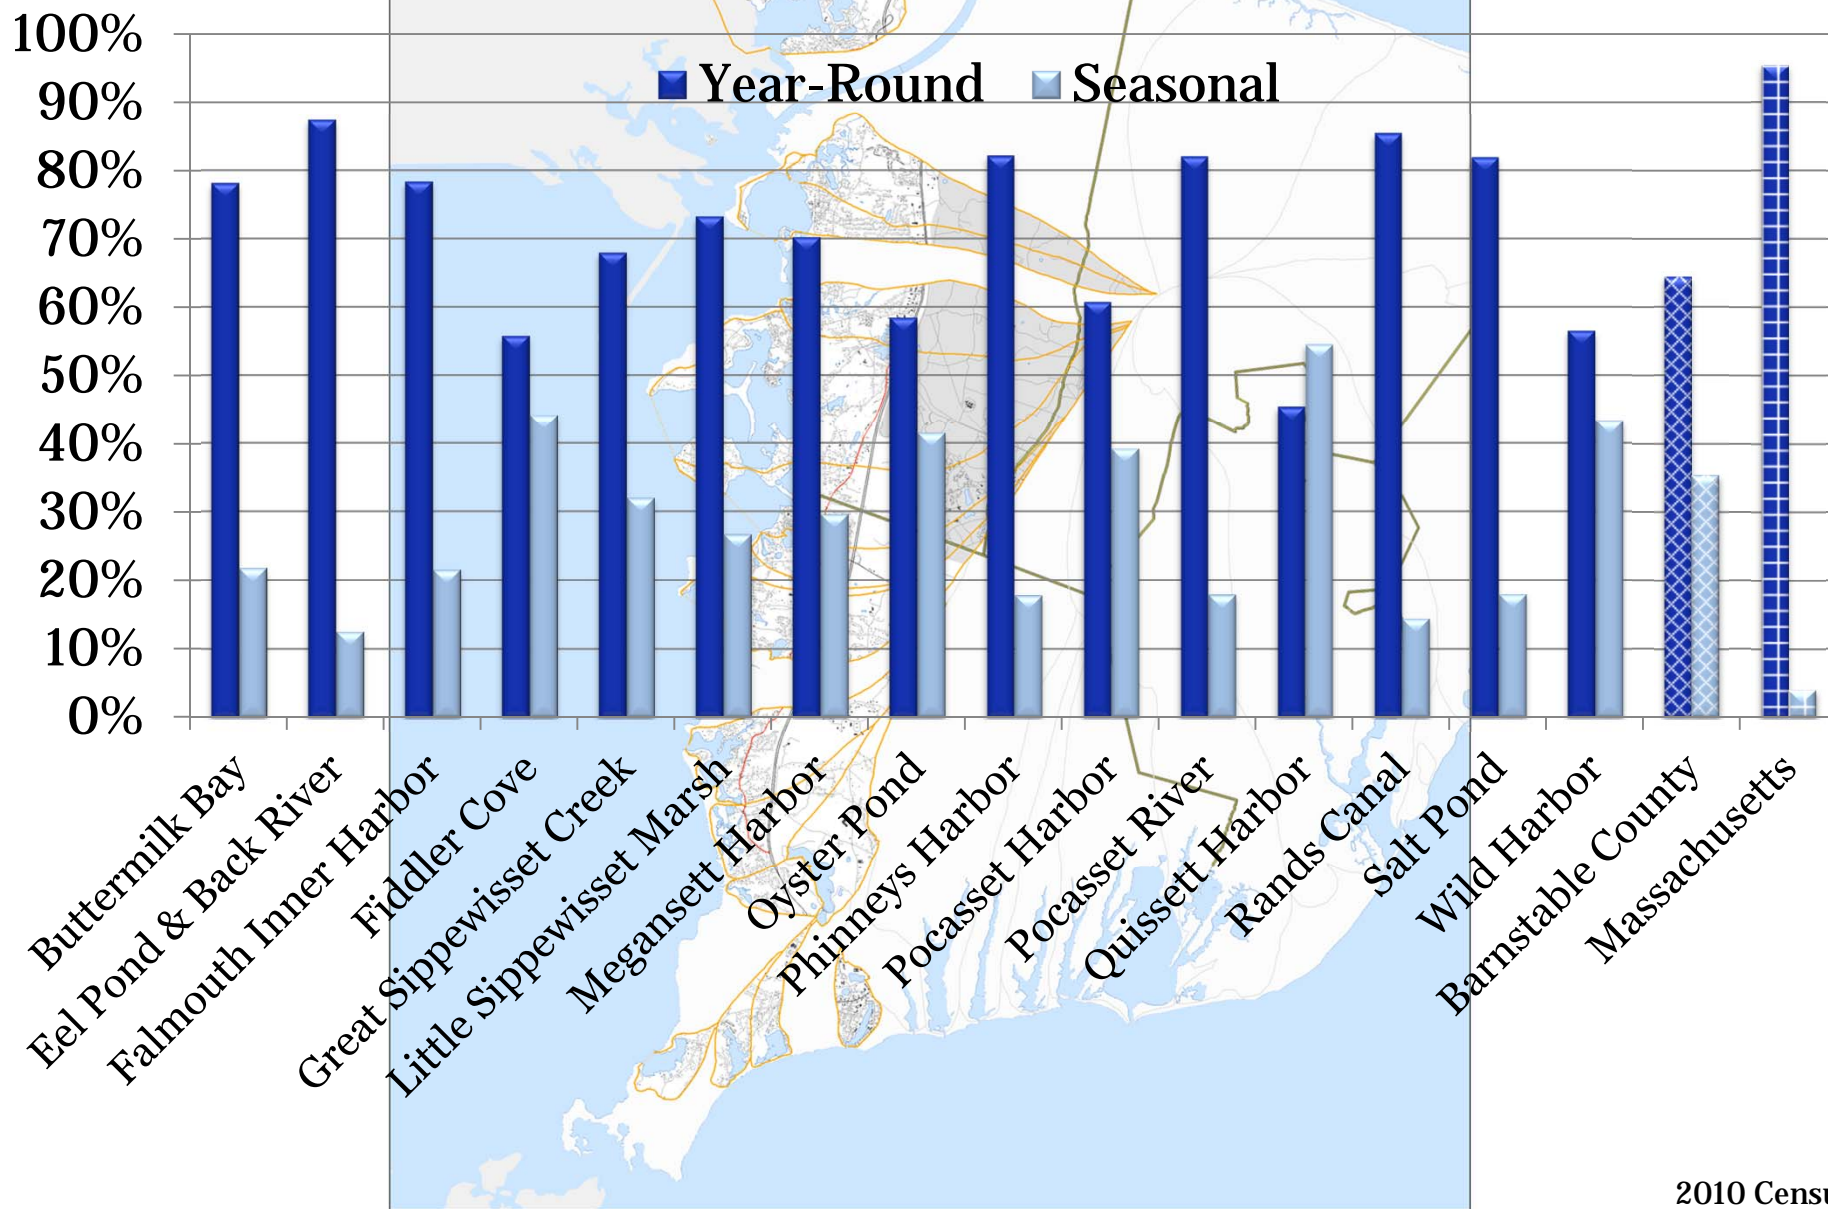 100%
90%
80%
70%
60%
50%
40%
30%
20%
10%
0%
Year-Round
Seasonal
Buttermilk Bay
Eel Pond & Back River
Falmouth Inner Harbor
Fiddler Cove
Great Sippewisset Creek
Little Sippewisset Marsh
Megansett Harbor
Oyster Pond
Phinneys Harbor
Pocasset Harbor
Pocasset River
Quissett Harbor
Rands Canal
Salt Pond
Wild Harbor
Barnstable County
Massachusetts
2010 Censu